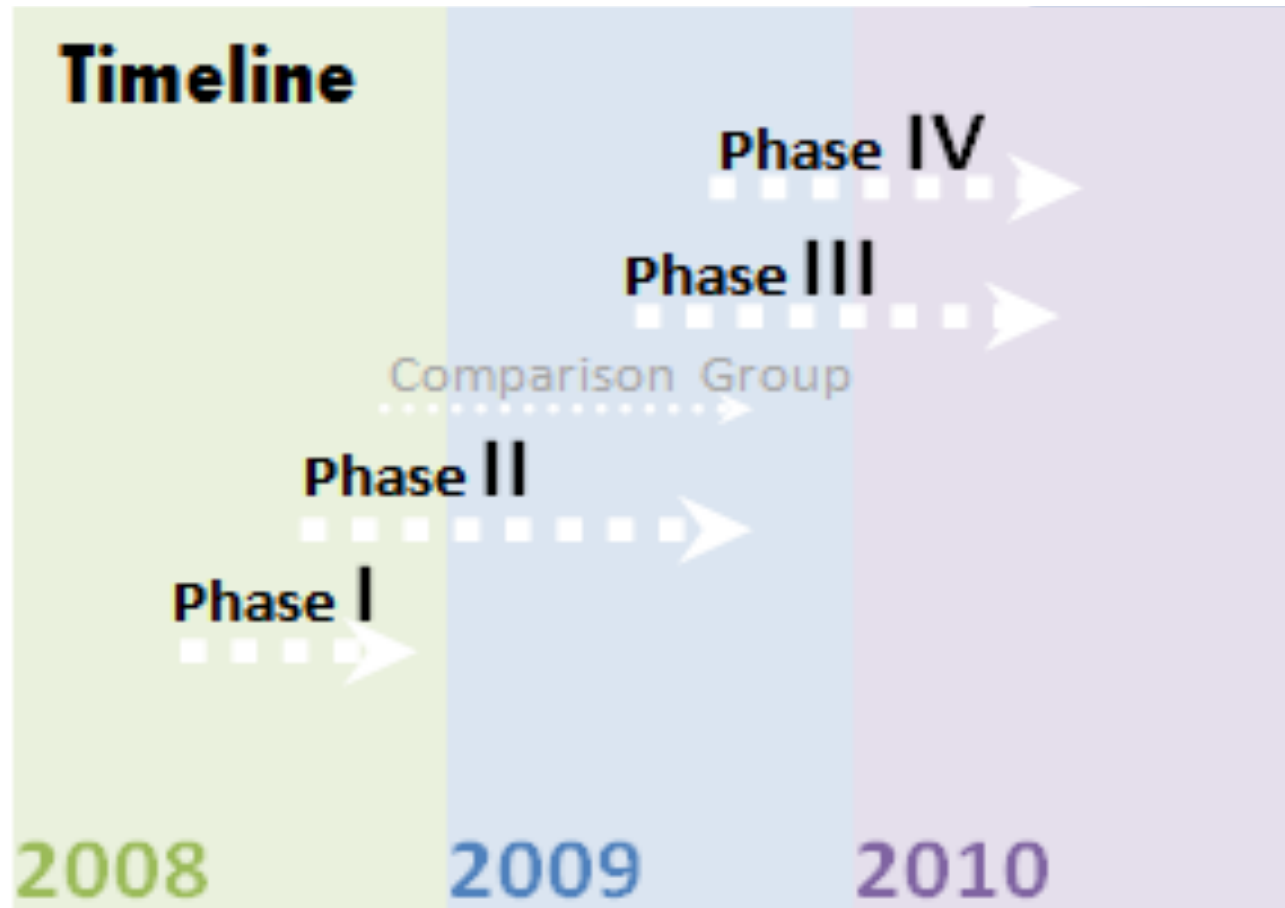 Timeline
Phase IV
Phase III
Comparison Group
Phase II
Phase I
2008 2009 2010